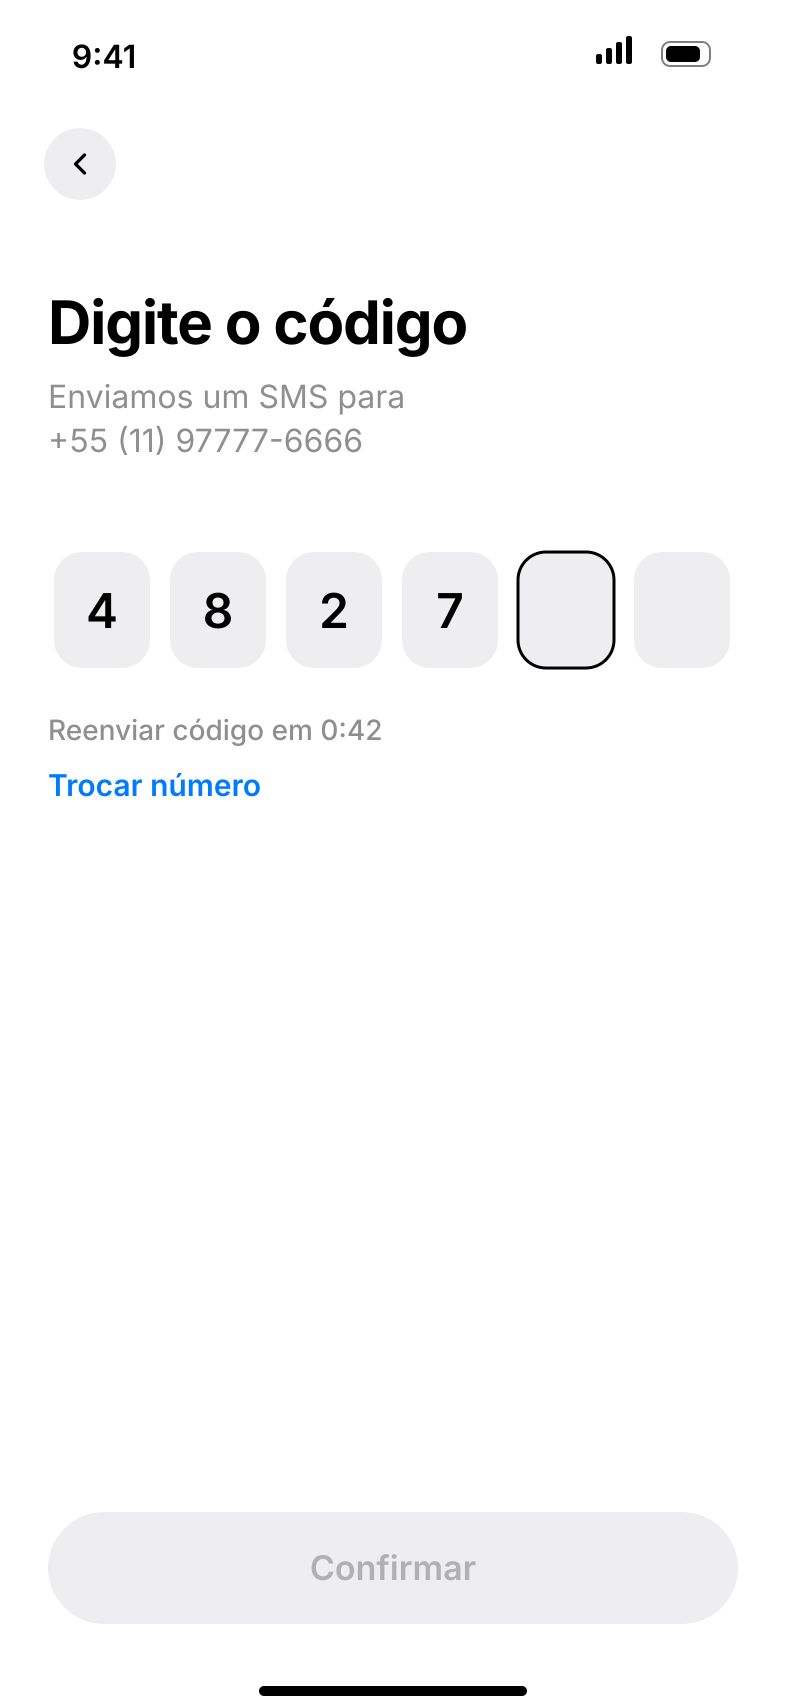 9:41
Digite o código
Enviamos um SMS para
+55 (11) 97777-6666
4 8 2 7
Reenviar código em 0:42
Trocar número
Confirmar